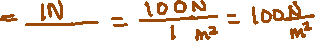 = 1N/ = 100N/1 m² = 100N/m²